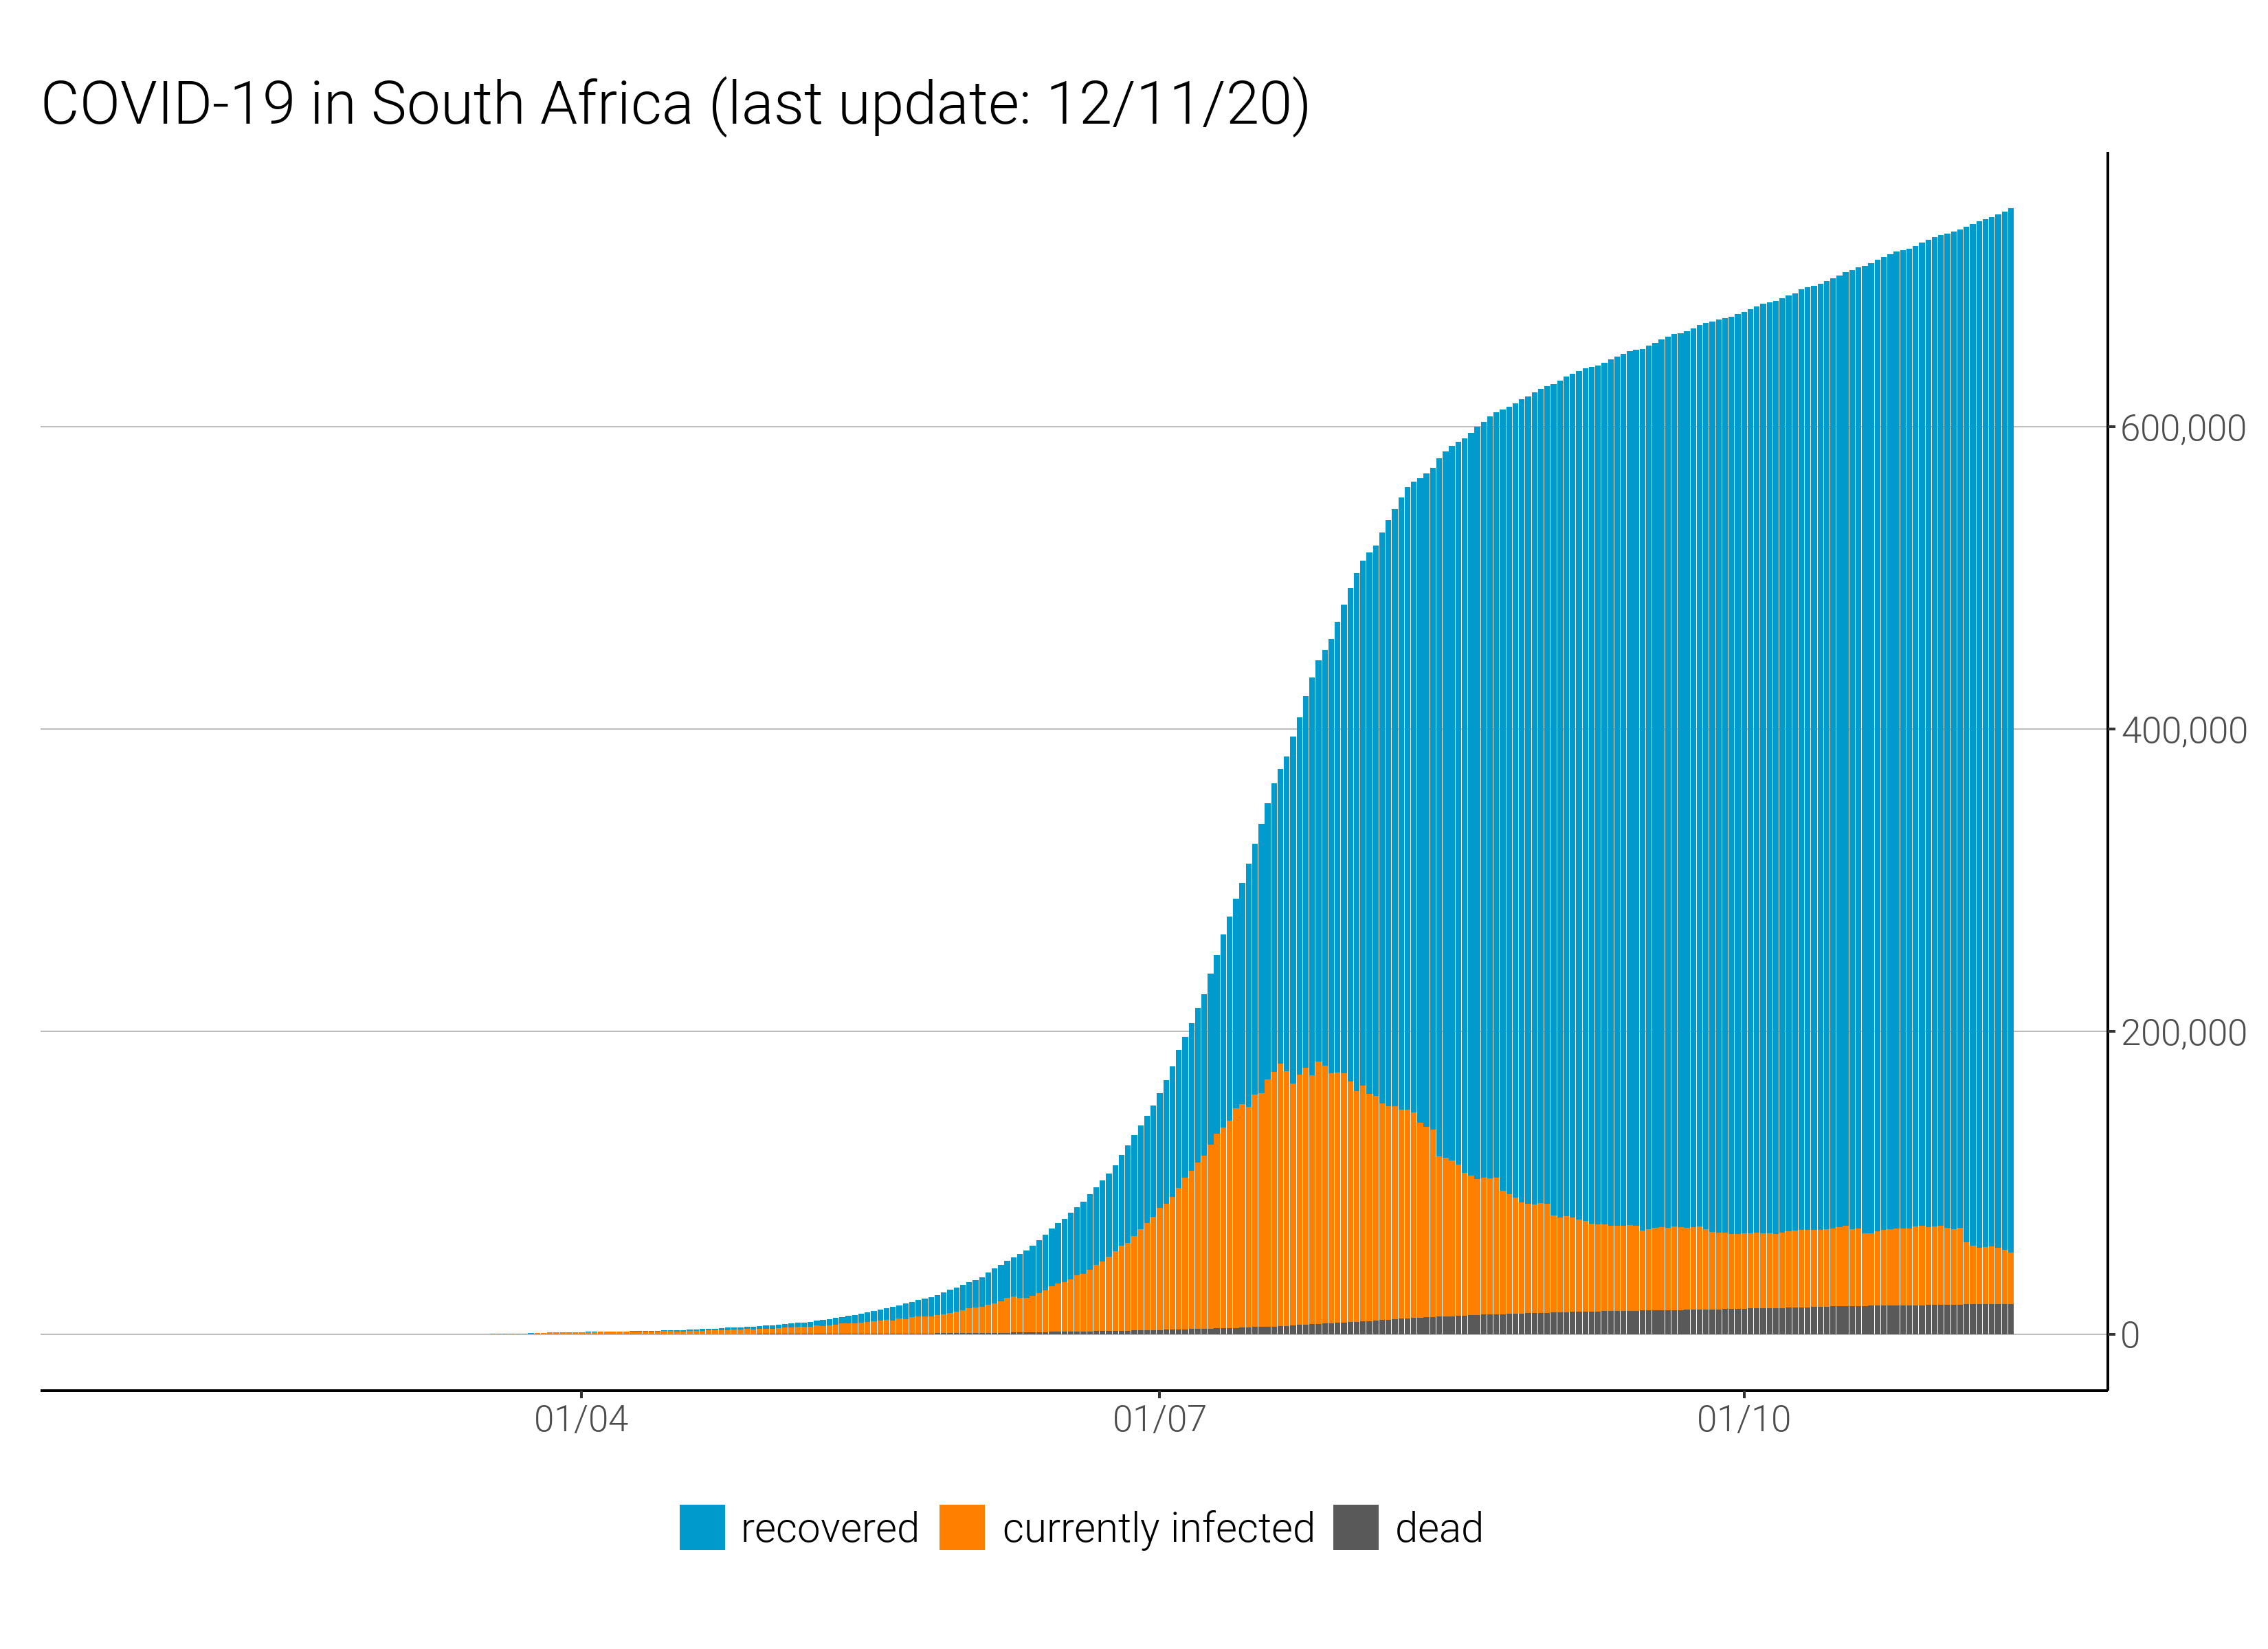 COVID-19 in South Africa (last update: 12/11/20)
600,000
400,000
200,000
0
01/04 01/07 01/10
recovered currently infected dead